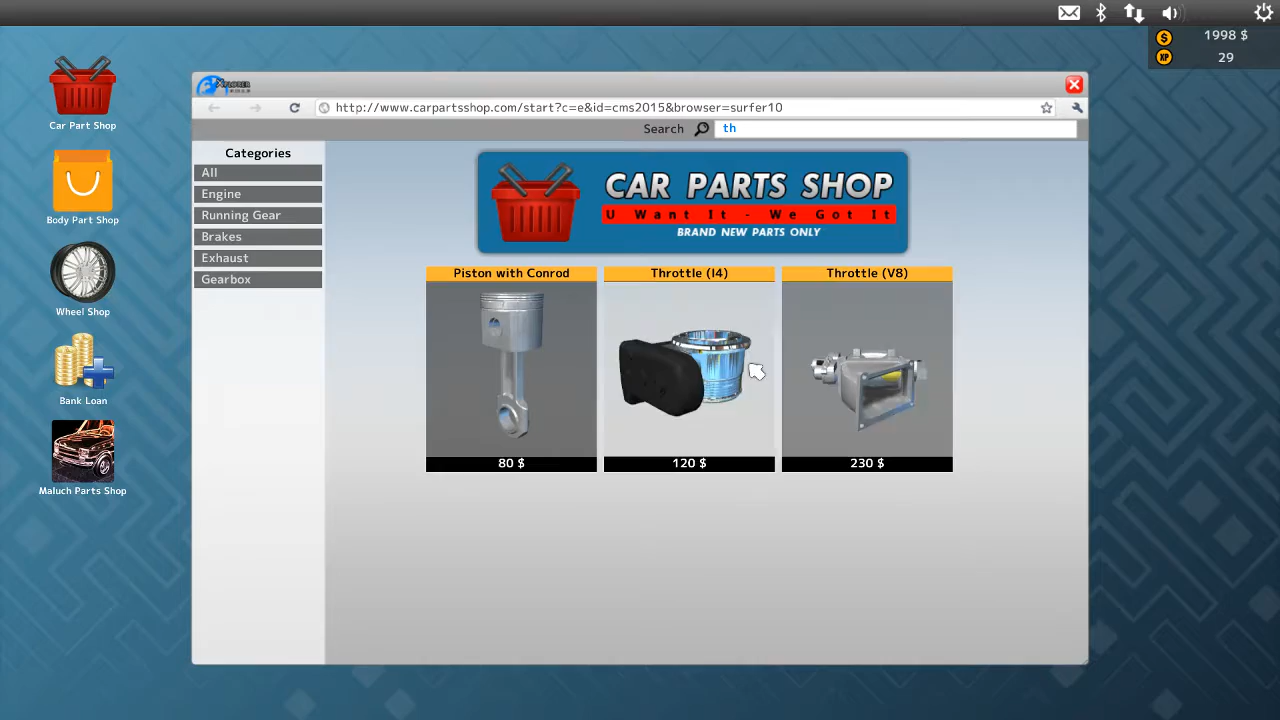 1998 $
29
Car Part Shop
Body Part Shop
Wheel Shop
Bank Loan
Maluch Parts Shop
http://www.carpartsshop.com/start?c=e&id=cms2015&browser=surfer10
Search th
Categories
All
Engine
Running Gear
Brakes
Exhaust
Gearbox
CAR PARTS SHOP
U Want It - We Got It
BRAND NEW PARTS ONLY
Piston with Conrod
80 $
Throttle (I4)
120 $
Throttle (V8)
230 $
$
XP